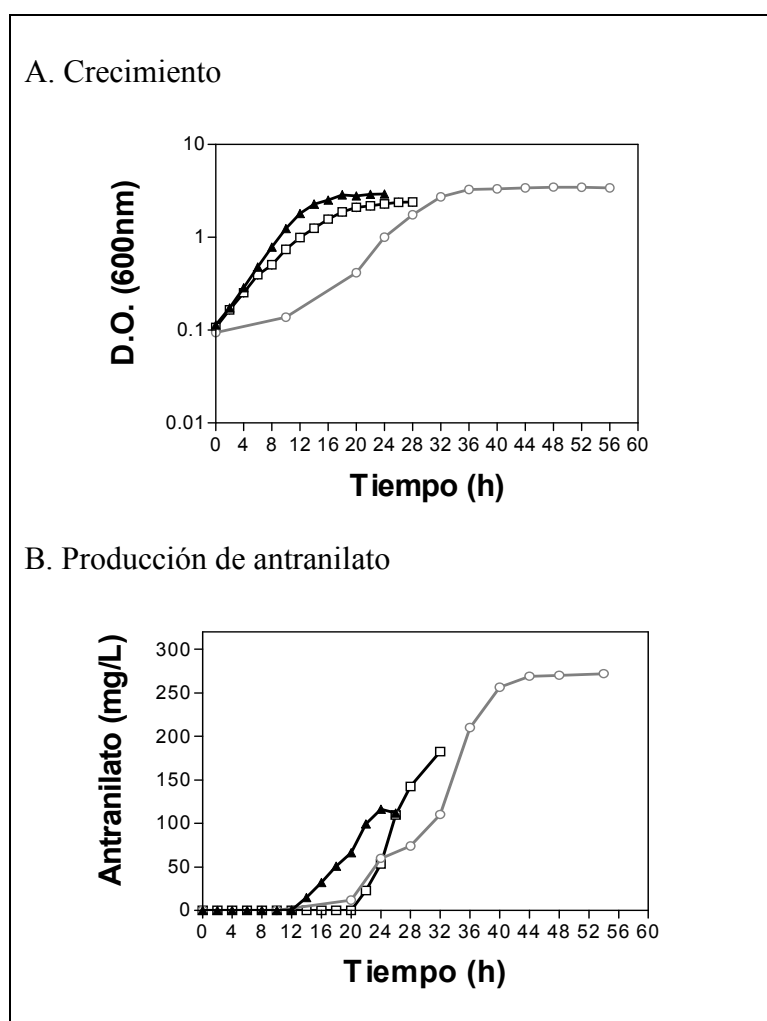 A. Crecimiento
10
1
0.1
0.01
D.O. (600nm)
0 4 8 12 16 20 24 28 32 36 40 44 48 52 56 60
Tiempo (h)
B. Producción de antranilato
300
250
200
150
100
50
0
Antranilato (mg/L)
0 4 8 12 16 20 24 28 32 36 40 44 48 52 56 60
Tiempo (h)